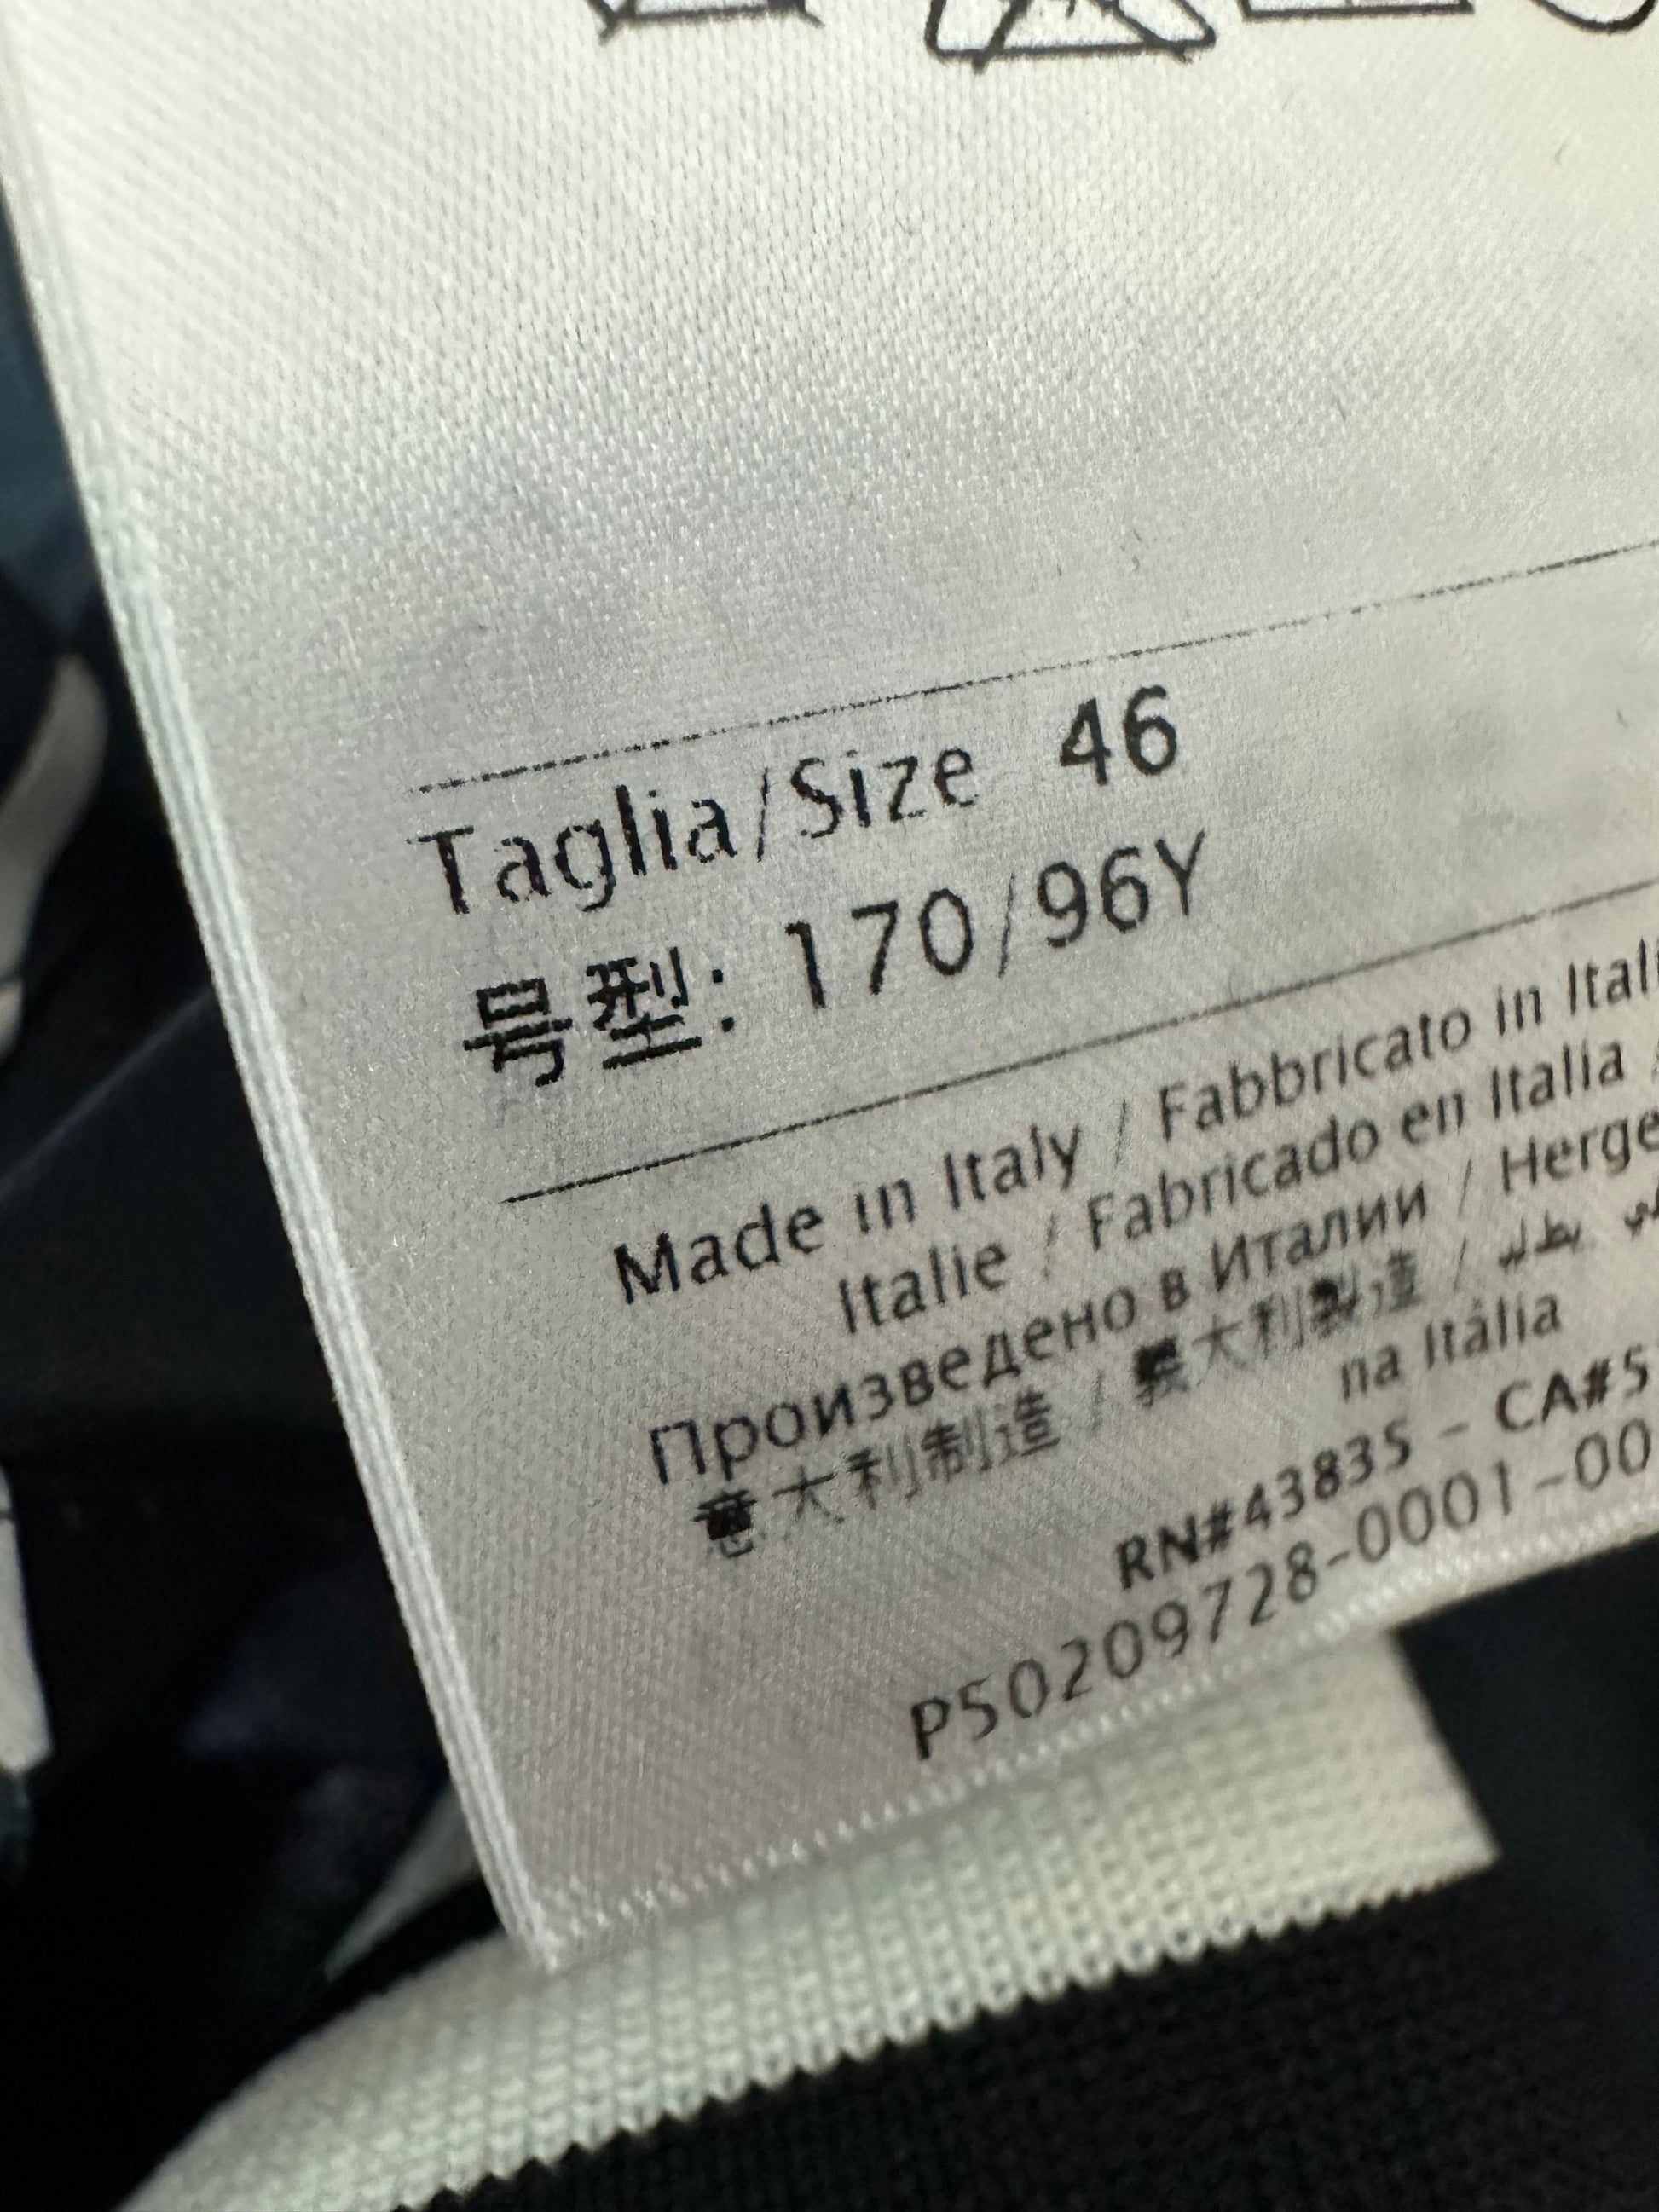 Taglia/Size 46
号型: 170/96Y
Made in Italy / Fabbricato in Itali
Italie / Fabricado en Italia /
Произведено в Италии / Herge
意大利制造 / 義大利製造 /
na Itália
RN#43835 - CA#5
P50209728-0001-00